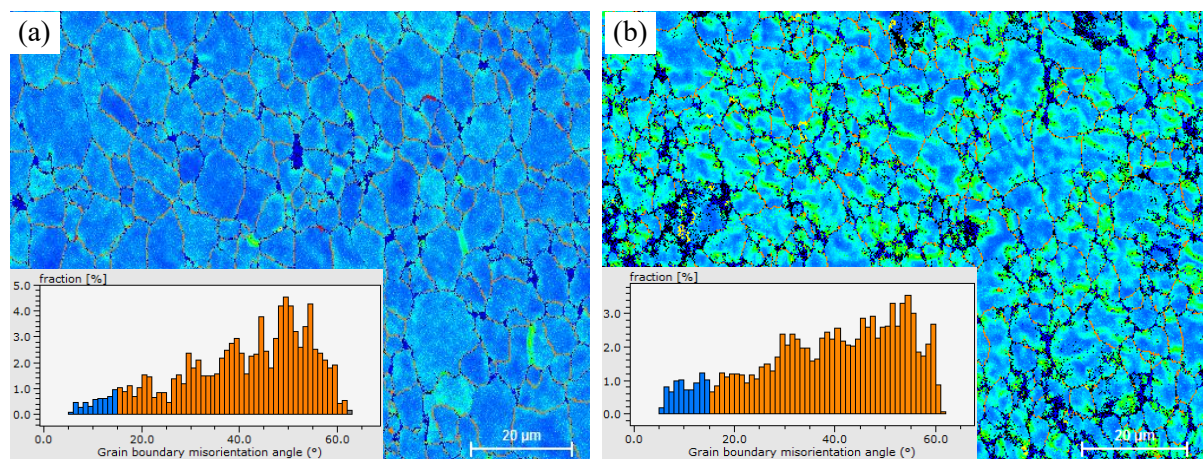 (a)
20 µm
fraction [%]
5.0
4.0
3.0
2.0
1.0
0.0
0.0 20.0 40.0 60.0
Grain boundary misorientation angle (°)
(b)
20 µm
fraction [%]
3.0
2.0
1.0
0.0
0.0 20.0 40.0 60.0
Grain boundary misorientation angle (°)